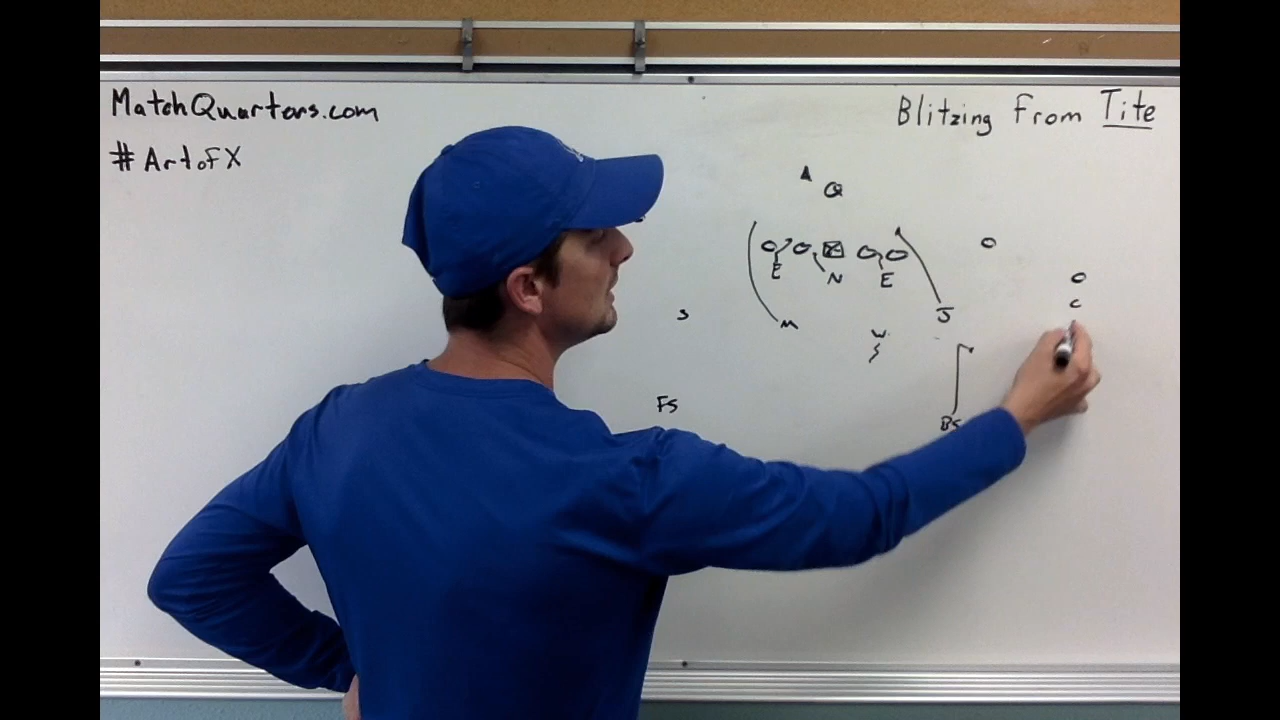 MatchQuarters.com
#ArtofX
Blitzing From Tite
Q
E N E
S M W J C
FS BS